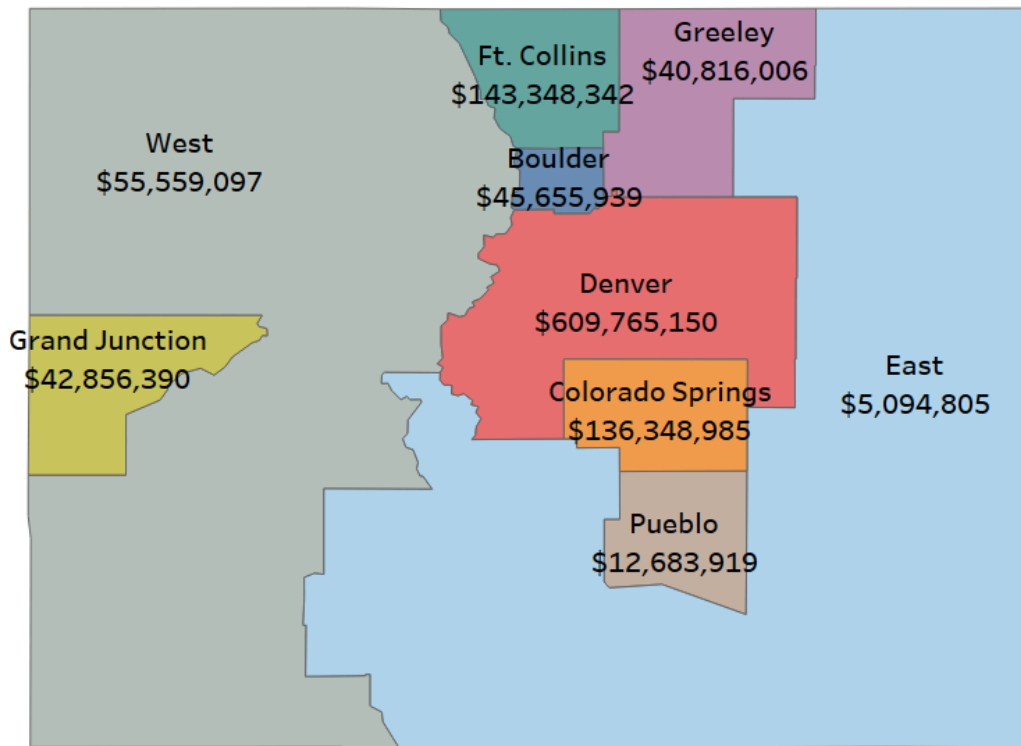 Greeley
$40,816,006
Ft. Collins
$143,348,342
West
$55,559,097
Boulder
$45,655,939
Denver
$609,765,150
Grand Junction
$42,856,390
East
$5,094,805
Colorado Springs
$136,348,985
Pueblo
$12,683,919